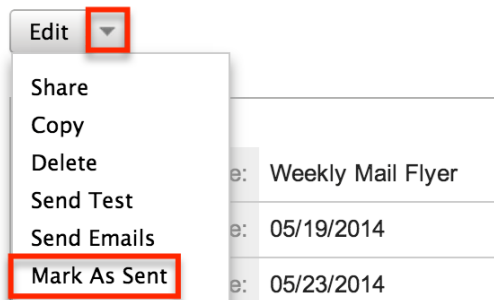 Edit
Share
Copy
Delete
Send Test
Send Emails
Mark As Sent
e: Weekly Mail Flyer
e: 05/19/2014
e: 05/23/2014